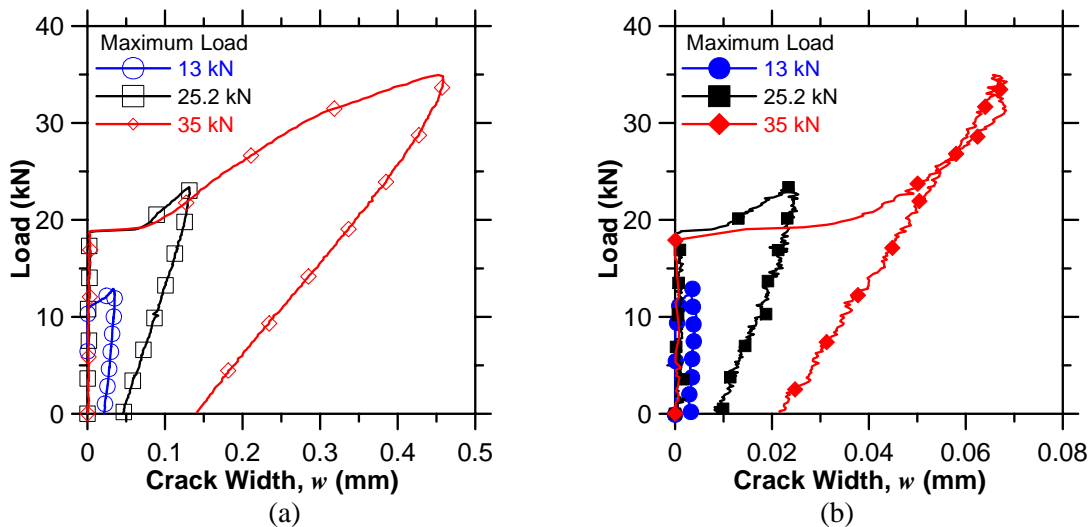 40
Maximum Load
13 kN
25.2 kN
35 kN
30
20
10
0
Load (kN)
0 0.1 0.2 0.3 0.4 0.5
Crack Width, w (mm)
(a)
40
Maximum Load
13 kN
25.2 kN
35 kN
30
20
10
0
Load (kN)
0 0.02 0.04 0.06 0.08
Crack Width, w (mm)
(b)